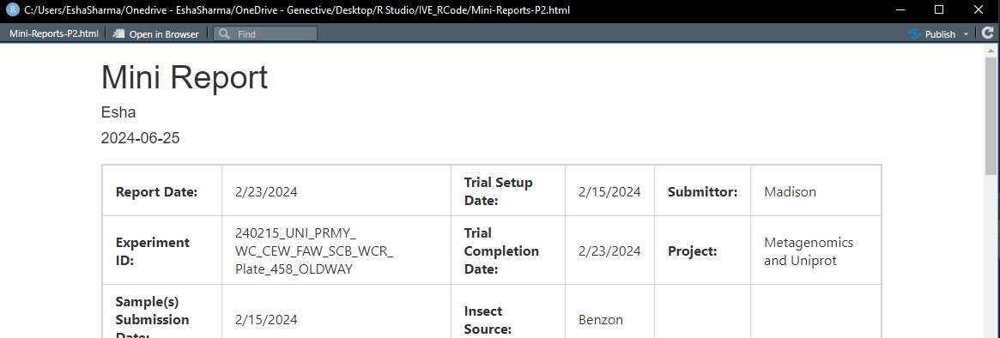 C:/Users/EshaSharma/Onedrive - EshaSharma/OneDrive - Genective/Desktop/R Studio/IVE_RCode/Mini-Reports-P2.html
Mini-Reports-P2.html Open in Browser Find Publish
Mini Report
Esha
2024-06-25
Report Date: 2/23/2024 Trial Setup Date: 2/15/2024 Submittor: Madison
Experiment ID: 240215_UNI_PRMY_WC_CEW_FAW_SCB_WCR_Plate_458_OLDWAY Trial Completion Date: 2/23/2024 Project: Metagenomics and Uniprot
Sample(s) Submission Date: 2/15/2024 Insect Source: Benzon